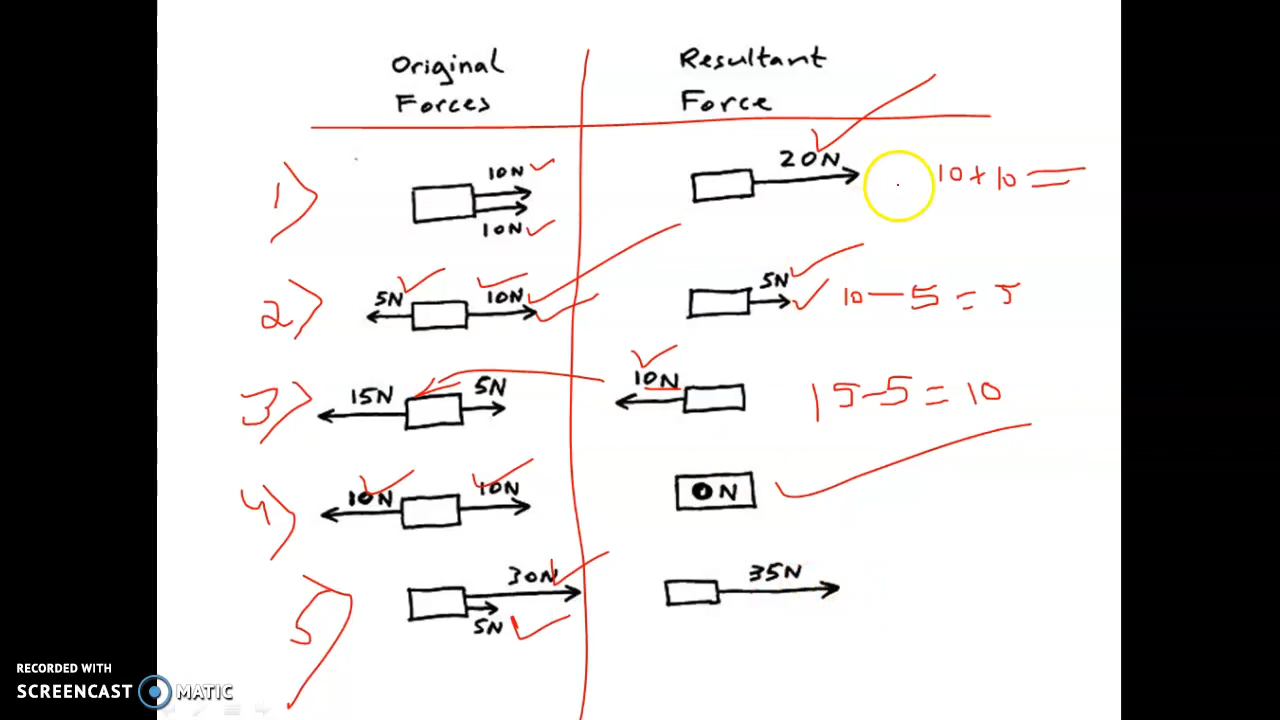 Original Forces
Resultant Force
1)
10N
10N
20N
10+10=
2)
5N
10N
5N
10-5=5
3)
15N
5N
10N
15-5=10
4)
10N
10N
0N
5)
30N
5N
35N
RECORDED WITH
SCREENCAST MATIC